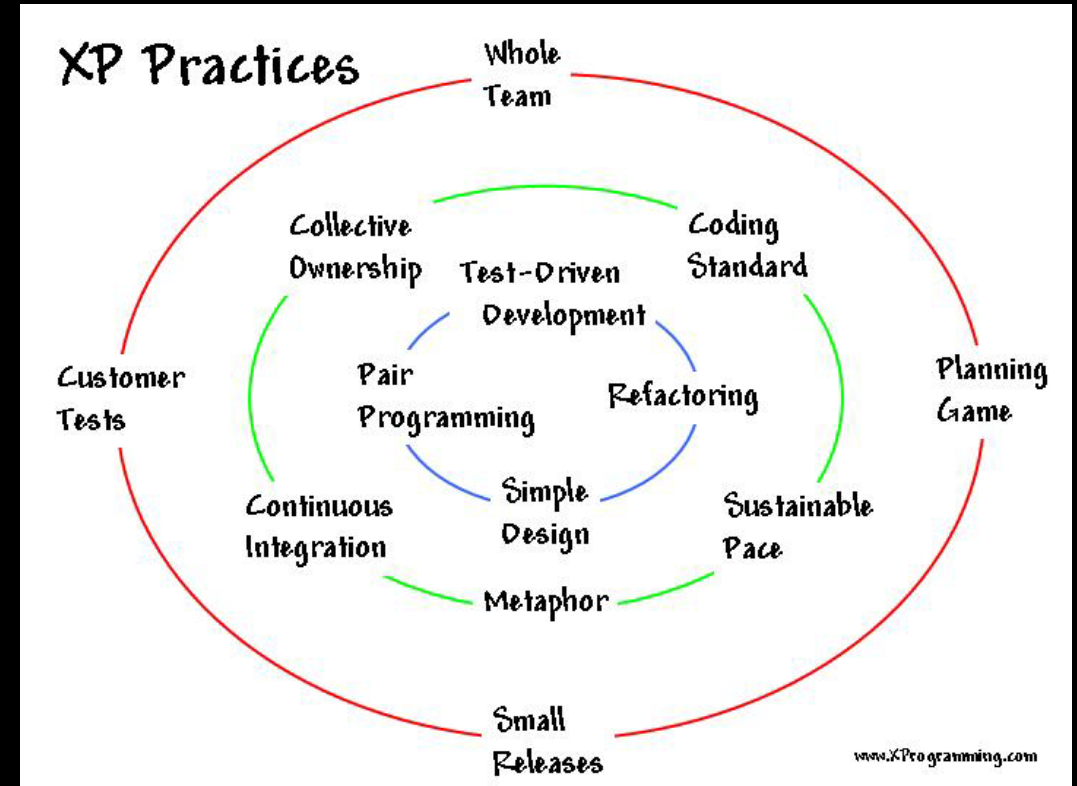 XP Practices
Whole
Team
Collective
Ownership
Coding
Standard
Test-Driven
Development
Customer
Tests
Pair
Programming
Refactoring
Planning
Game
Continuous
Integration
Simple
Design
Sustainable
Pace
Metaphor
Small
Releases
www.XProgramming.com